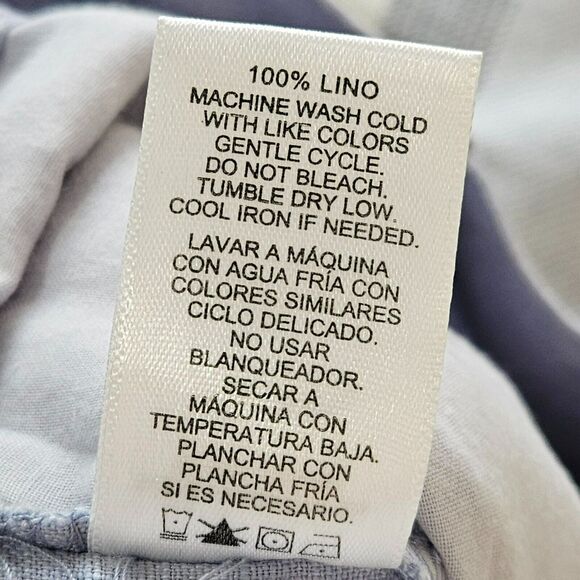 100% LINO
MACHINE WASH COLD
WITH LIKE COLORS
GENTLE CYCLE.
DO NOT BLEACH.
TUMBLE DRY LOW.
COOL IRON IF NEEDED.
LAVAR A MÁQUINA
CON AGUA FRÍA CON
COLORES SIMILARES
CICLO DELICADO.
NO USAR
BLANQUEADOR.
SECAR A
MÁQUINA CON
TEMPERATURA BAJA.
PLANCHAR CON
PLANCHA FRÍA
SI ES NECESARIO.